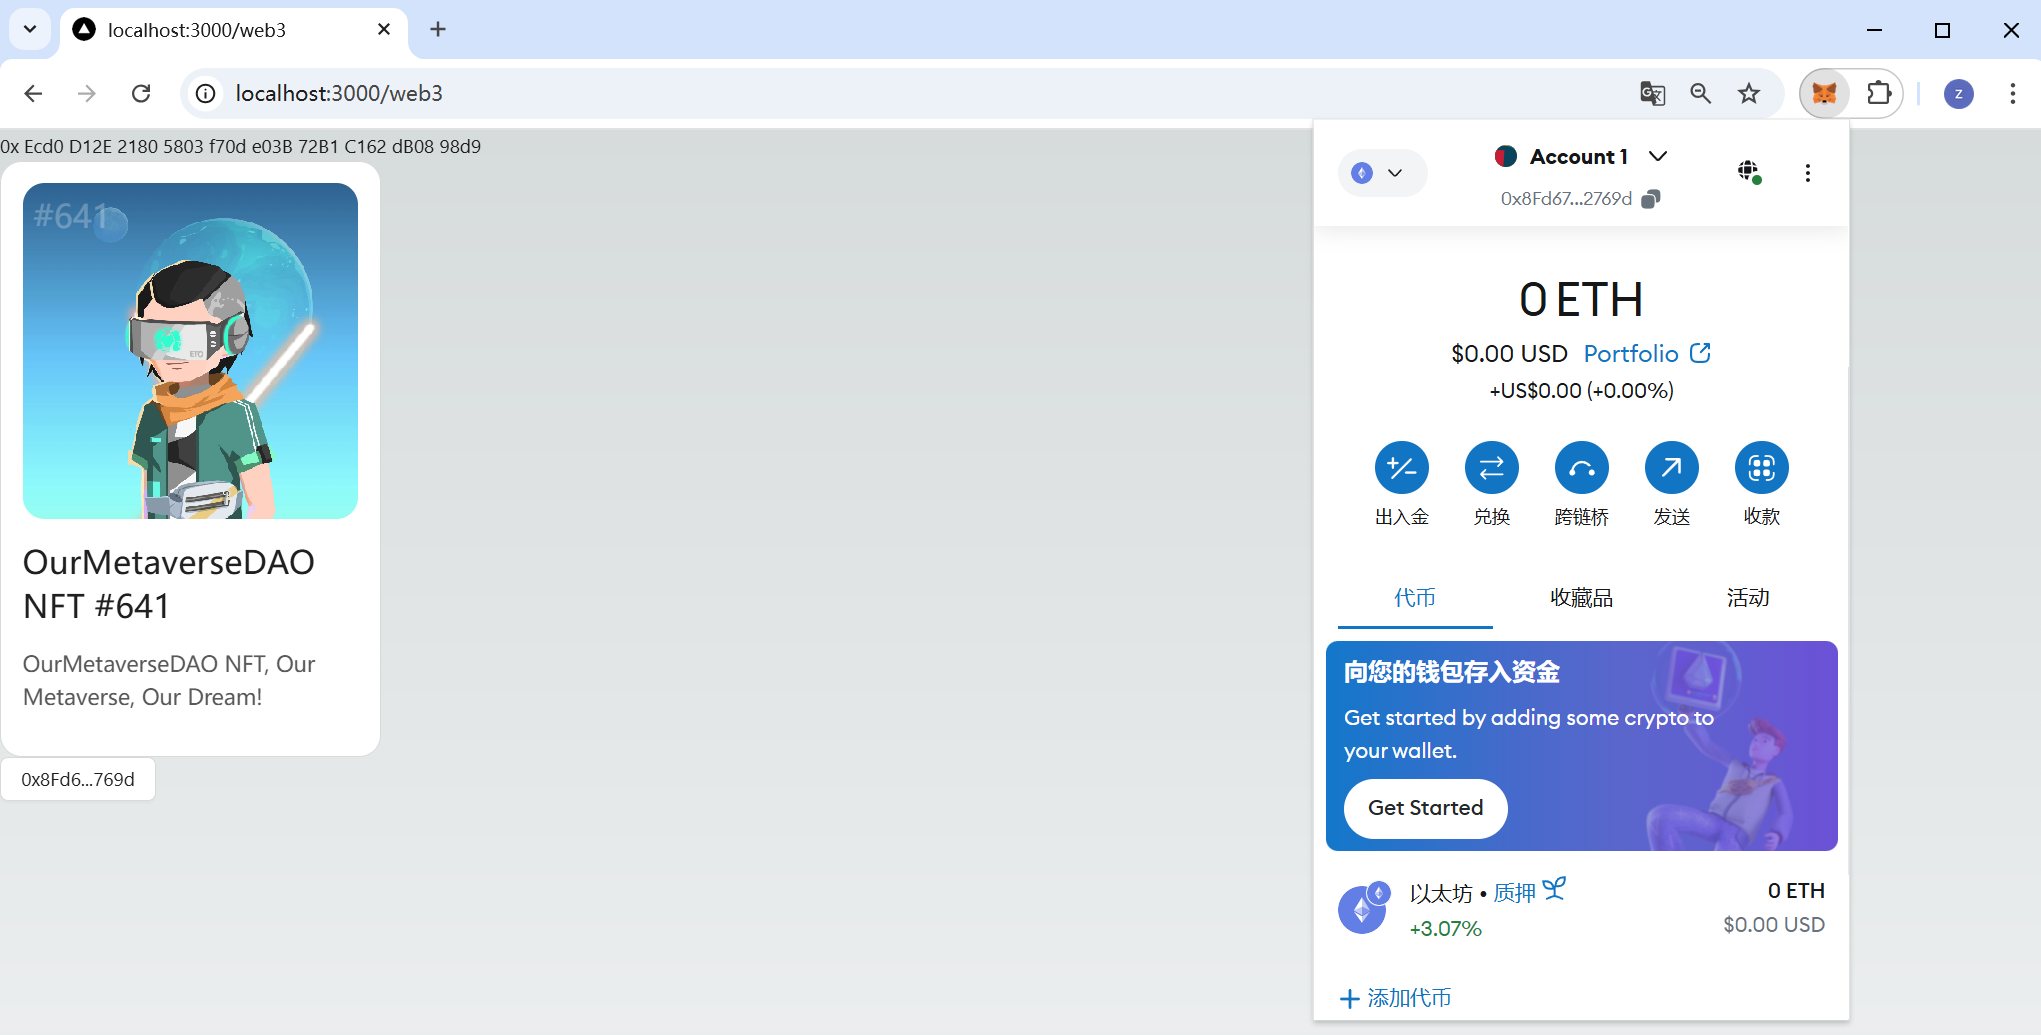 localhost:3000/web3
localhost:3000/web3
z
0x Ecd0 D12E 2180 5803 f70d e03B 72B1 C162 dB08 98d9
#641
ETO
OurMetaverseDAO
NFT #641
OurMetaverseDAO NFT, Our
Metaverse, Our Dream!
0x8Fd6...769d
Account 1
0x8Fd67...2769d
0 ETH
$0.00 USD Portfolio
+US$0.00 (+0.00%)
出入金 兑换 跨链桥 发送 收款
代币 收藏品 活动
向您的钱包存入资金
Get started by adding some crypto to
your wallet.
Get Started
以太坊 • 质押 0 ETH
+3.07% $0.00 USD
添加代币